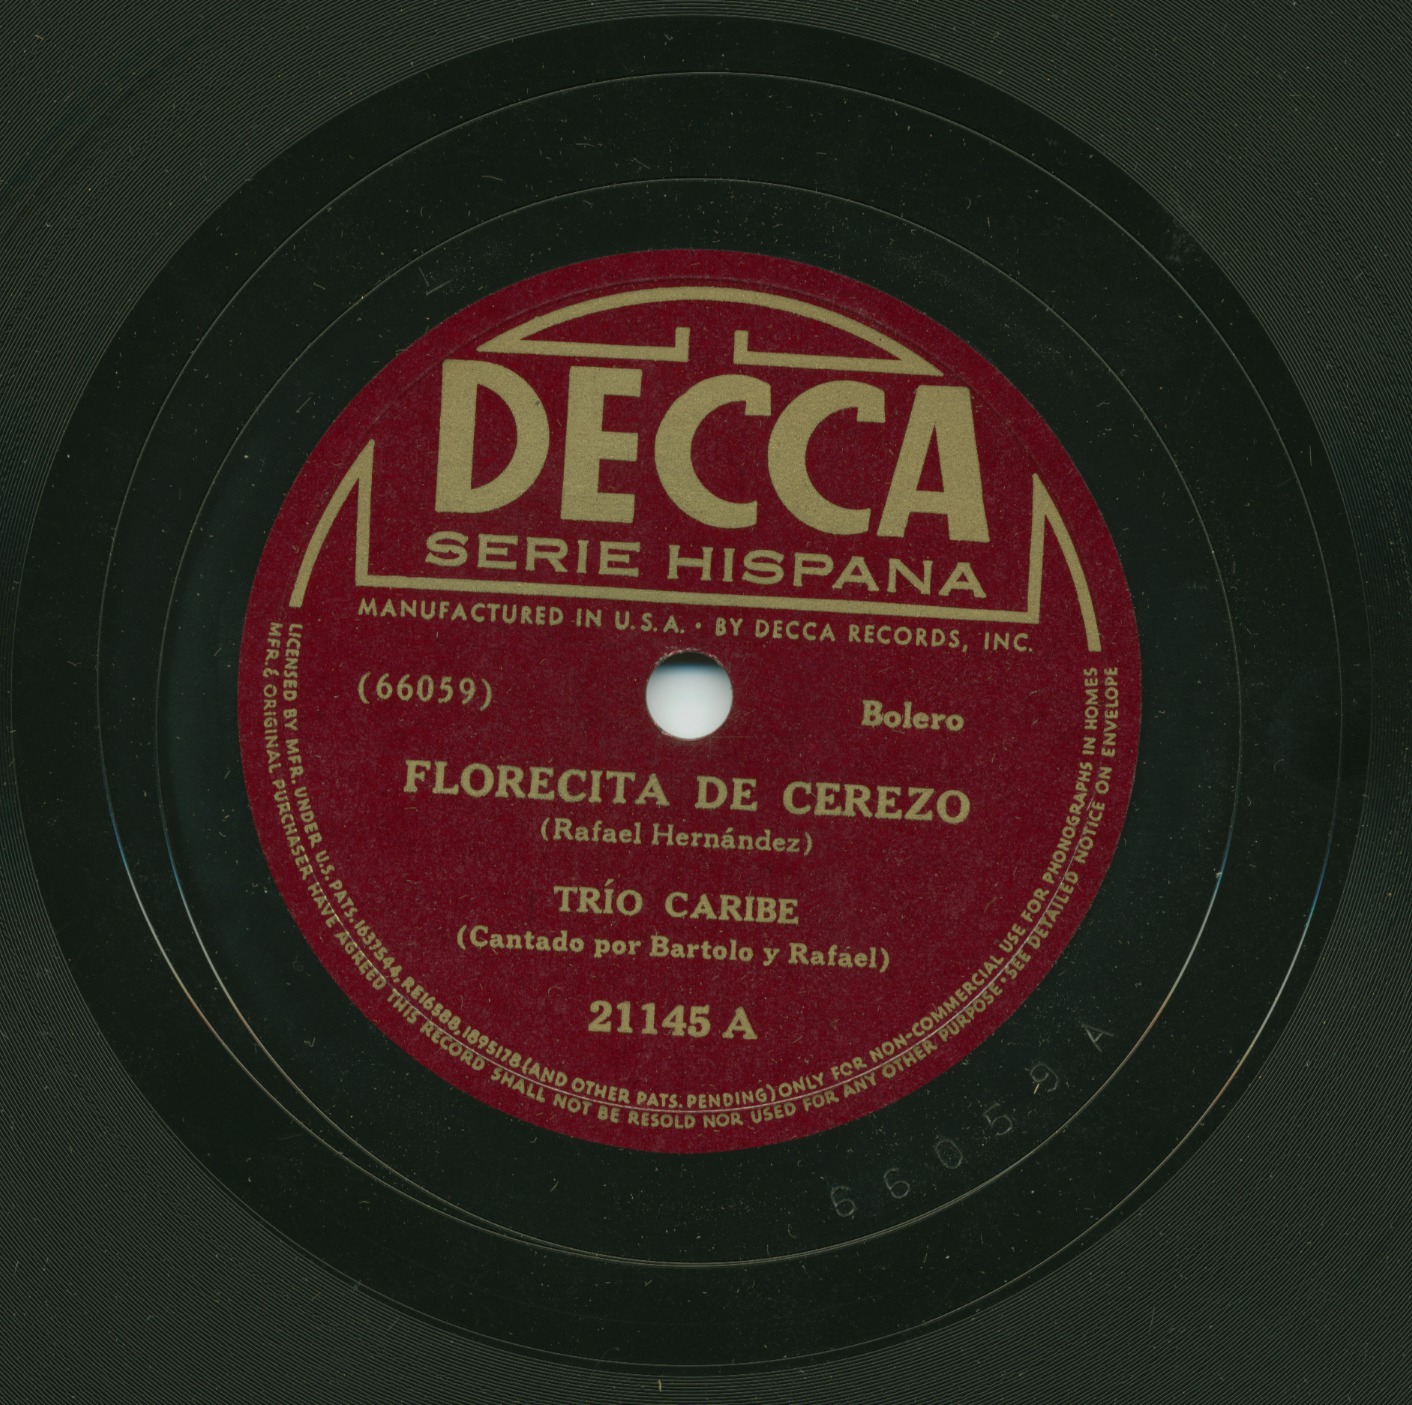 DECCA
SERIE HISPANA
MANUFACTURED IN U.S.A. • BY DECCA RECORDS, INC.
(66059)
Bolero
FLORECITA DE CEREZO
(Rafael Hernández)
TRÍO CARIBE
(Cantado por Bartolo y Rafael)
21145 A
LICENSED BY MFR. UNDER U.S. PATS. 1637544, RE16588, 1895178 (AND OTHER PATS. PENDING) ONLY FOR NON-COMMERCIAL USE FOR PHONOGRAPHS IN HOMES
MFR. & ORIGINAL PURCHASER HAVE AGREED THIS RECORD SHALL NOT BE RESOLD NOR USED FOR ANY OTHER PURPOSE • SEE DETAILED NOTICE ON ENVELOPE
66059 A